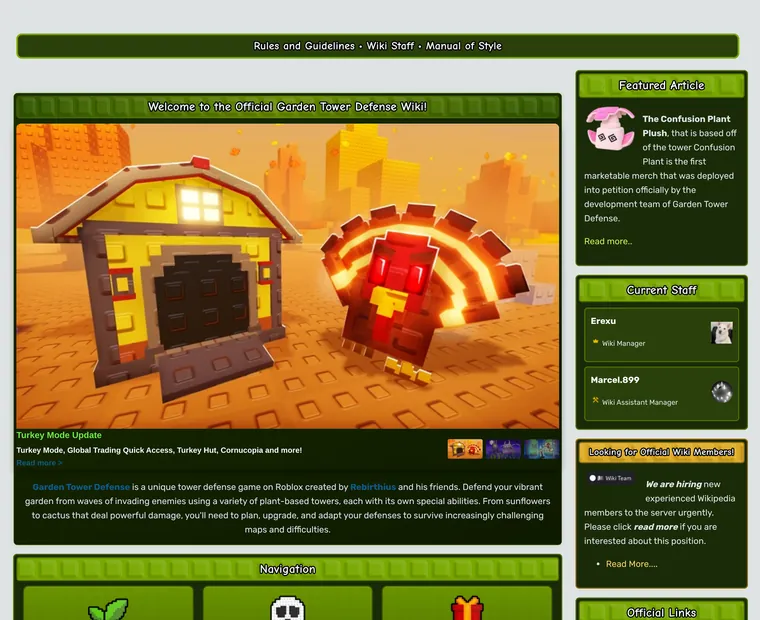 Rules and Guidelines • Wiki Staff • Manual of Style
Welcome to the Official Garden Tower Defense Wiki!
Turkey Mode Update
Turkey Mode, Global Trading Quick Access, Turkey Hut, Cornucopia and more!
Read more >
Garden Tower Defense is a unique tower defense game on Roblox created by Rebirthius and his friends. Defend your vibrant
garden from waves of invading enemies using a variety of plant-based towers, each with its own special abilities. From sunflowers
to cactus that deal powerful damage, you'll need to plan, upgrade, and adapt your defenses to survive increasingly challenging
maps and difficulties.
Navigation
Featured Article
The Confusion Plant
Plush, that is based off
of the tower Confusion
Plant is the first
marketable merch that was deployed
into petition officially by the
development team of Garden Tower
Defense.
Read more..
Current Staff
Erexu
Wiki Manager
Marcel.899
Wiki Assistant Manager
Looking for Official Wiki Members!
Wiki Team
We are hiring new
experienced Wikipedia
members to the server urgently.
Please click read more if you are
interested about this position.
• Read More....
Official Links